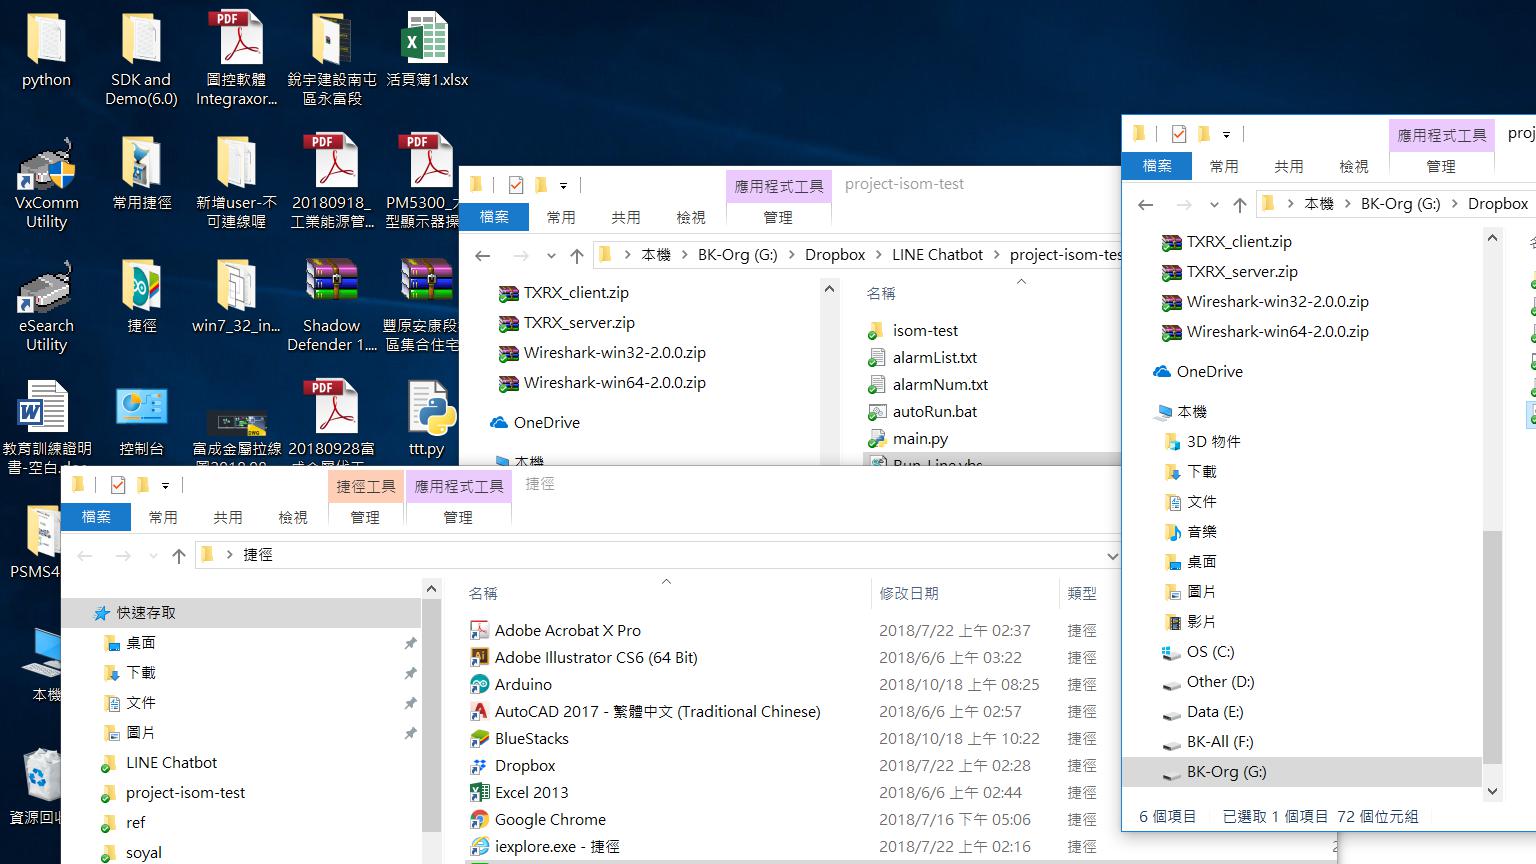 python
SDK and
Demo(6.0)
圖控軟體
Integraxor...
銳宇建設南屯
區永富段
活頁簿1.xlsx
VxComm
Utility
常用捷徑
新增user-不
可連線喔
20180918_
工業能源管...
PM5300_大
型顯示器操
eSearch
Utility
捷徑
win7_32_in...
Shadow
Defender 1....
豐原安康段
區集合住宅
教育訓練證明
書-空白
控制台
富成金屬拉線
20180928富
ttt.py
PSMS4
本機
資源回收
應用程式工具
project-isom-test
檔案
常用
共用
檢視
管理
本機
BK-Org (G:)
Dropbox
LINE Chatbot
project-isom-tes
TXRX_client.zip
TXRX_server.zip
Wireshark-win32-2.0.0.zip
Wireshark-win64-2.0.0.zip
OneDrive
本機
名稱
isom-test
alarmList.txt
alarmNum.txt
autoRun.bat
main.py
Run-Line.vbs
捷徑工具
應用程式工具
捷徑
檔案
常用
共用
檢視
管理
管理
捷徑
快速存取
桌面
下載
文件
圖片
LINE Chatbot
project-isom-test
ref
soyal
名稱 修改日期 類型
Adobe Acrobat X Pro 2018/7/22 上午 02:37 捷徑
Adobe Illustrator CS6 (64 Bit) 2018/6/6 上午 03:22 捷徑
Arduino 2018/10/18 上午 08:25 捷徑
AutoCAD 2017 - 繁體中文 (Traditional Chinese) 2018/6/6 上午 02:57 捷徑
BlueStacks 2018/10/18 上午 10:22 捷徑
Dropbox 2018/7/22 上午 02:28 捷徑
Excel 2013 2018/6/6 上午 02:44 捷徑
Google Chrome 2018/7/16 下午 05:06 捷徑
iexplore.exe - 捷徑 2018/7/22 上午 02:16 捷徑
應用程式工具
proj
檔案
常用
共用
檢視
管理
本機
BK-Org (G:)
Dropbox
TXRX_client.zip
TXRX_server.zip
Wireshark-win32-2.0.0.zip
Wireshark-win64-2.0.0.zip
OneDrive
本機
3D 物件
下載
文件
音樂
桌面
圖片
影片
OS (C:)
Other (D:)
Data (E:)
BK-All (F:)
BK-Org (G:)
6 個項目 已選取 1 個項目 72 個位元組